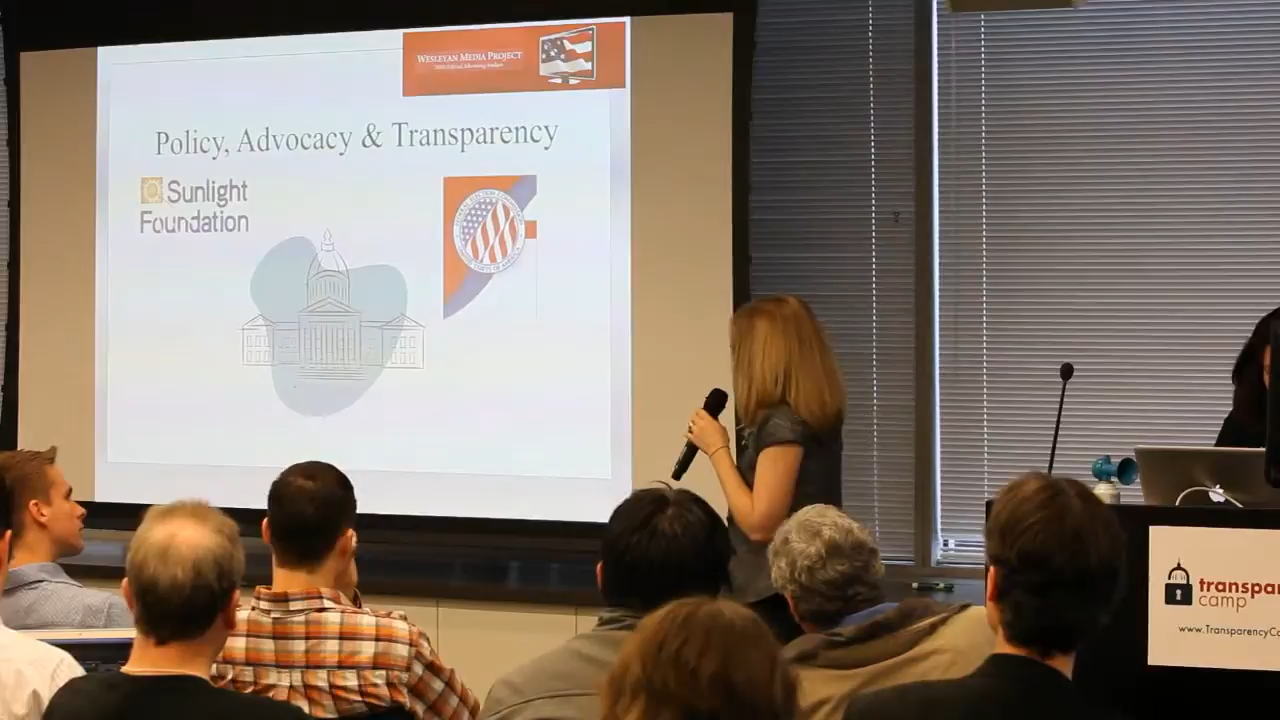 WESLEYAN MEDIA PROJECT
Policy, Advocacy & Transparency
Sunlight
Foundation
transpar
camp
www.TransparencyCa